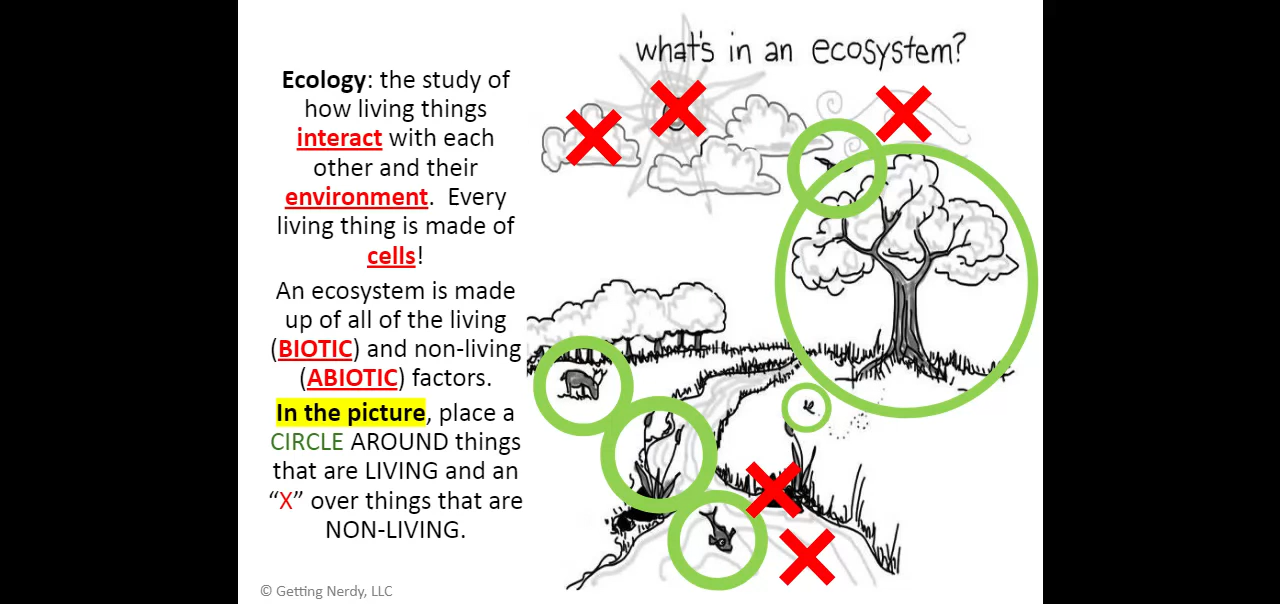 what's in an ecosystem?
Ecology: the study of
how living things
interact with each
other and their
environment.  Every
living thing is made of
cells!
An ecosystem is made
up of all of the living
(BIOTIC) and non-living
(ABIOTIC) factors.
In the picture, place a
CIRCLE AROUND things
that are LIVING and an
“X” over things that are
NON-LIVING.
© Getting Nerdy, LLC